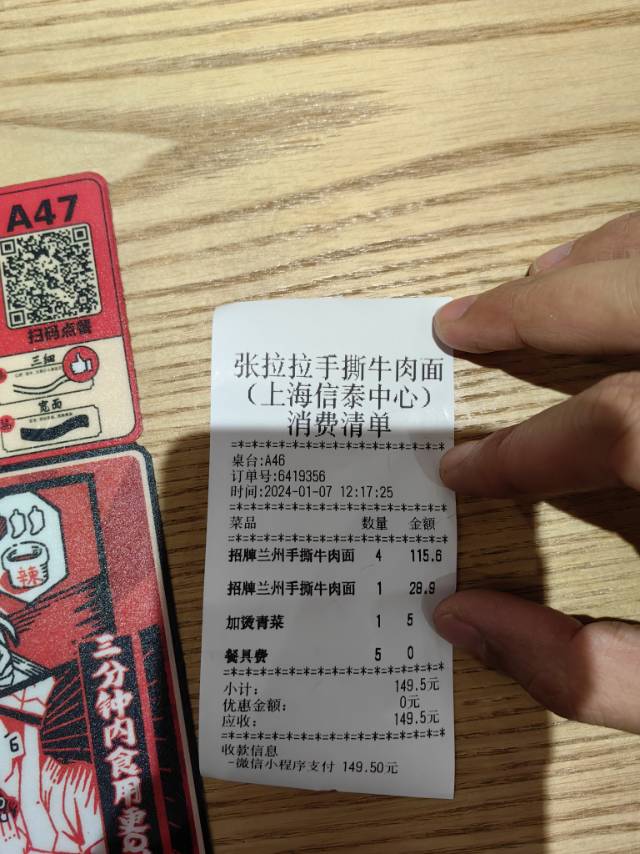 A47
扫码点餐
三细
宽面
辣
三分钟内食用更
张拉拉手撕牛肉面
（上海信泰中心）
消费清单
-*=*=*=*=*=*=*=*=*=*=*=*=*=*=*-
桌台:A46
订单号:6419356
时间:2024-01-07 12:17:25
菜品 数量 金额
招牌兰州手撕牛肉面 4 115.6
招牌兰州手撕牛肉面 1 28.9
加烫青菜 1 5
餐具费 5 0
小计: 149.5元
优惠金额: 0元
应收: 149.5元
收款信息
-微信小程序支付 149.50元